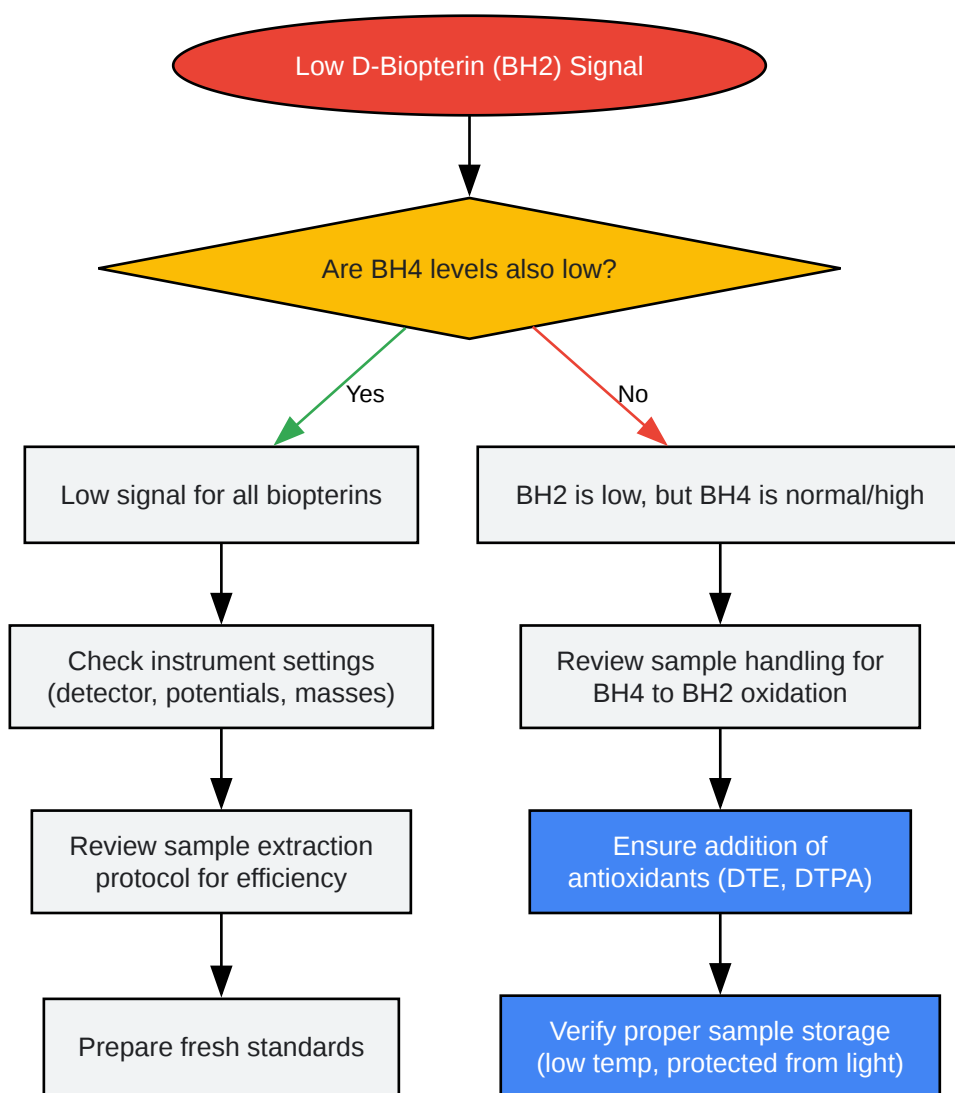 Low D-Biopterin (BH2) Signal
Are BH4 levels also low?
Yes
No
Low signal for all biopterins
BH2 is low, but BH4 is normal/high
Check instrument settings
(detector, potentials, masses)
Review sample handling for
BH4 to BH2 oxidation
Review sample extraction
protocol for efficiency
Ensure addition of
antioxidants (DTE, DTPA)
Prepare fresh standards
Verify proper sample storage
(low temp, protected from light)